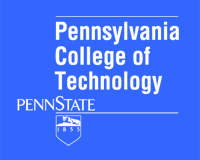 Pennsylvania
College of
Technology
PENNSTATE
1855